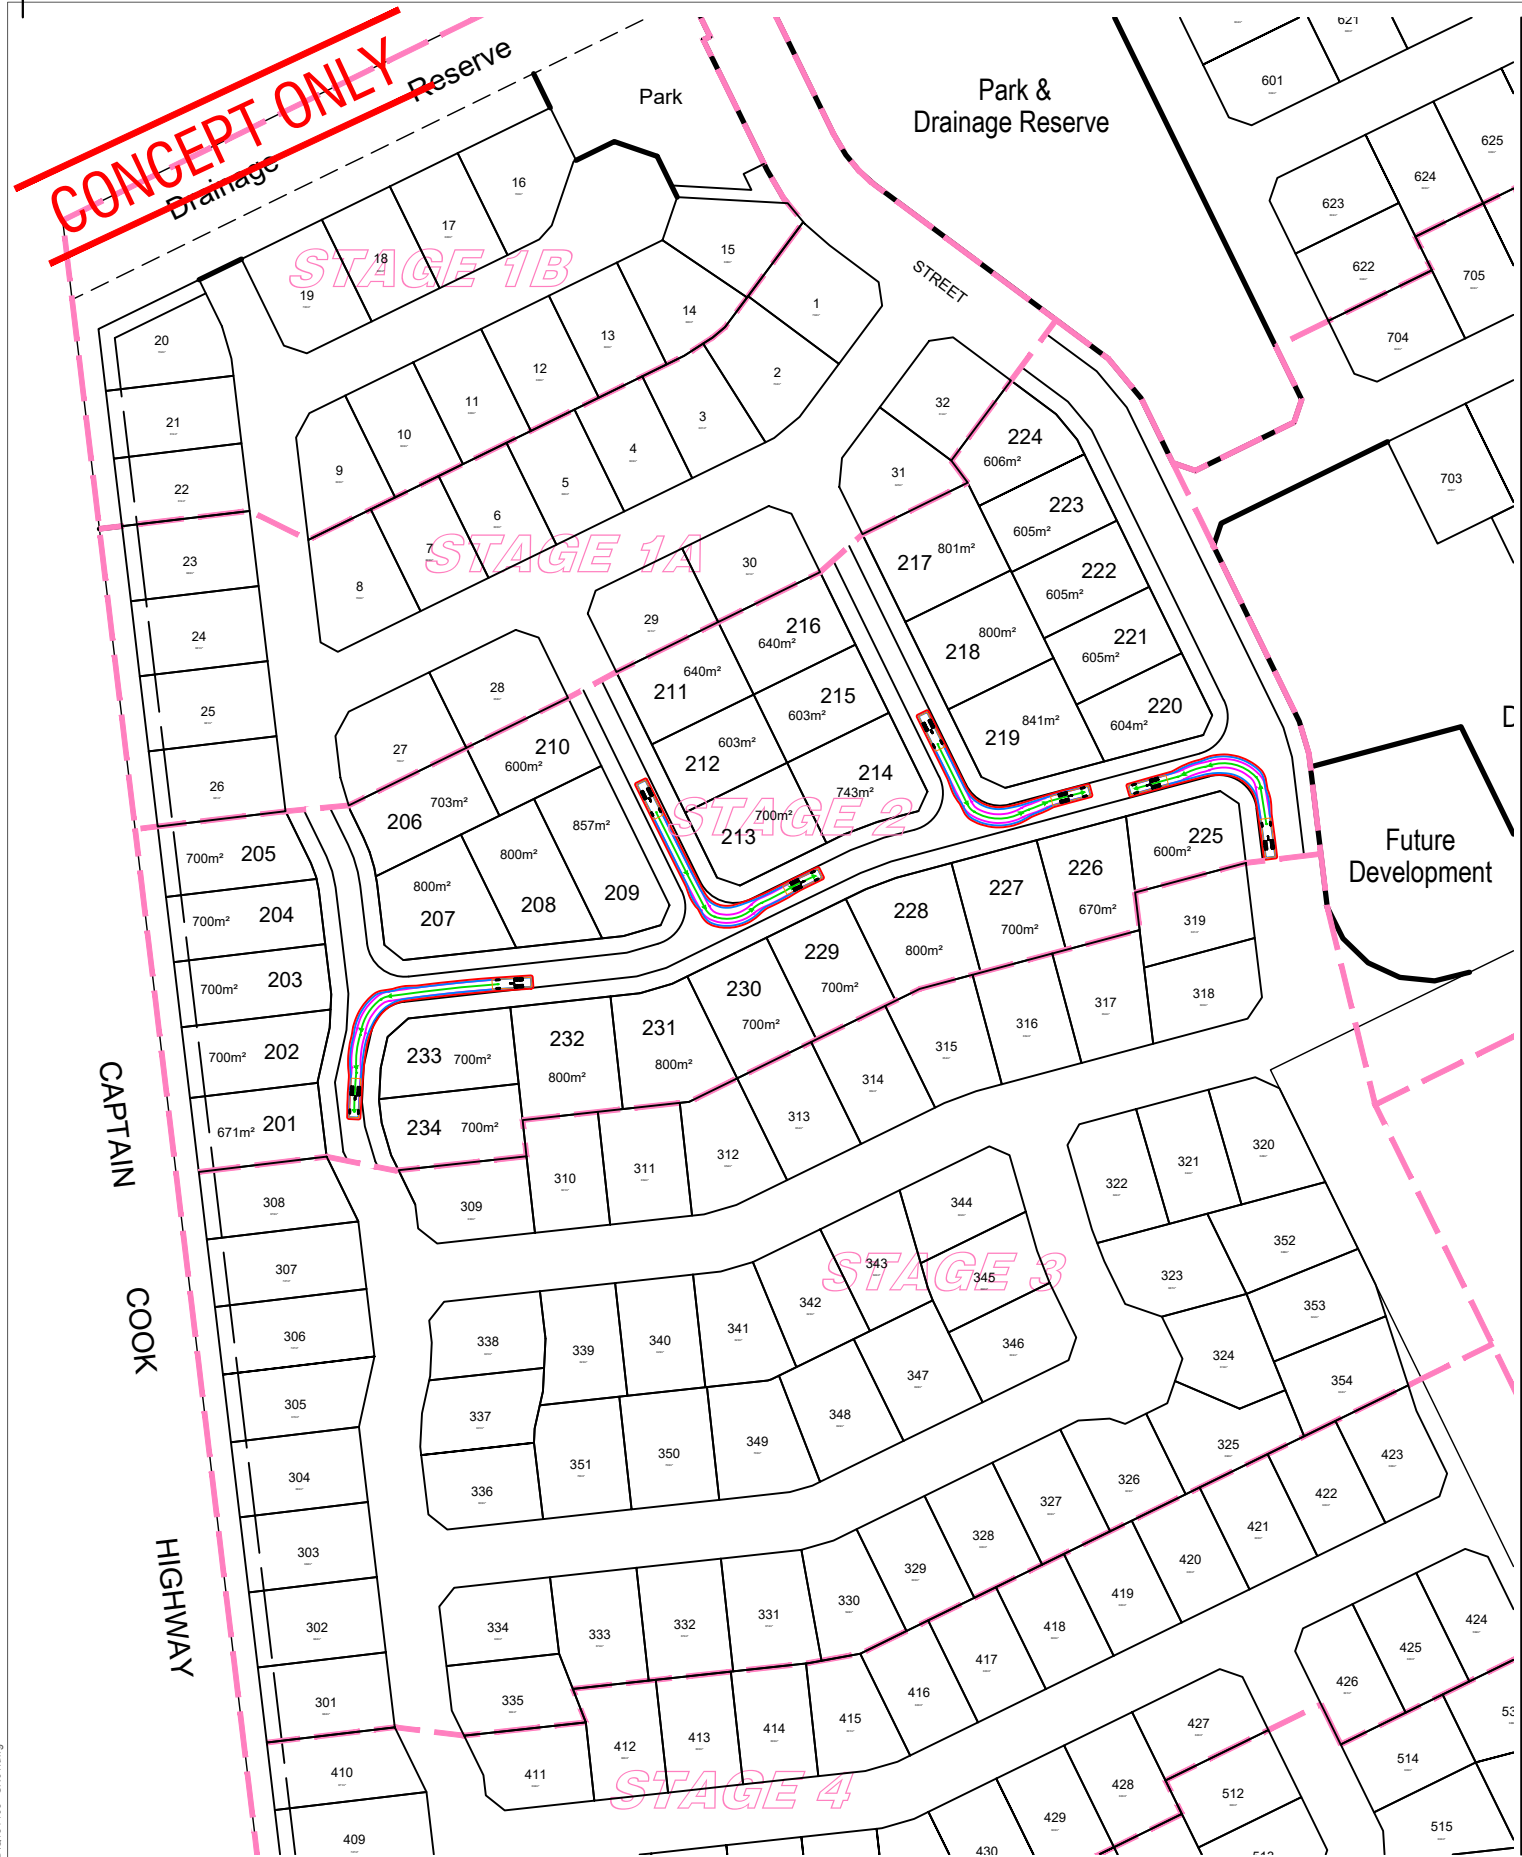 CONCEPT ONLY
Drainage
Reserve
Park
Park &
Drainage Reserve
STREET
STAGE 1B
STAGE 1A
STAGE 2
STAGE 3
STAGE 4
CAPTAIN
COOK
HIGHWAY
Future
Development
D
621
601
625
624
623
622
705
704
703
16
17
18
19
20
21
22
23
24
25
26
15
14
13
12
11
10
9
1
2
3
4
5
6
7
8
32
31
30
29
28
27
224
606m²
223
605m²
222
605m²
221
605m²
220
604m²
217 801m²
218 800m²
219 841m²
216
640m²
211 640m²
215
603m²
212 603m²
214
743m²
213 700m²
210
600m²
206 703m²
207 800m²
208 800m²
209 857m²
700m² 205
700m² 204
700m² 203
700m² 202
671m² 201
225
600m²
226
670m²
227
700m²
228
800m²
229
700m²
230
700m²
231
800m²
232
800m²
233 700m²
234 700m²
319
318
317
316
315
314
313
312
311
310
309
308
307
306
305
304
303
302
301
320
321
322
323
324
325
326
327
328
329
330
331
332
333
334
335
336
337
338
339
340
341
342
343
344
345
346
347
348
349
350
351
352
353
354
423
422
421
420
419
418
417
416
415
414
413
412
411
410
409
424
425
426
427
428
429
430
512
513
514
515
53